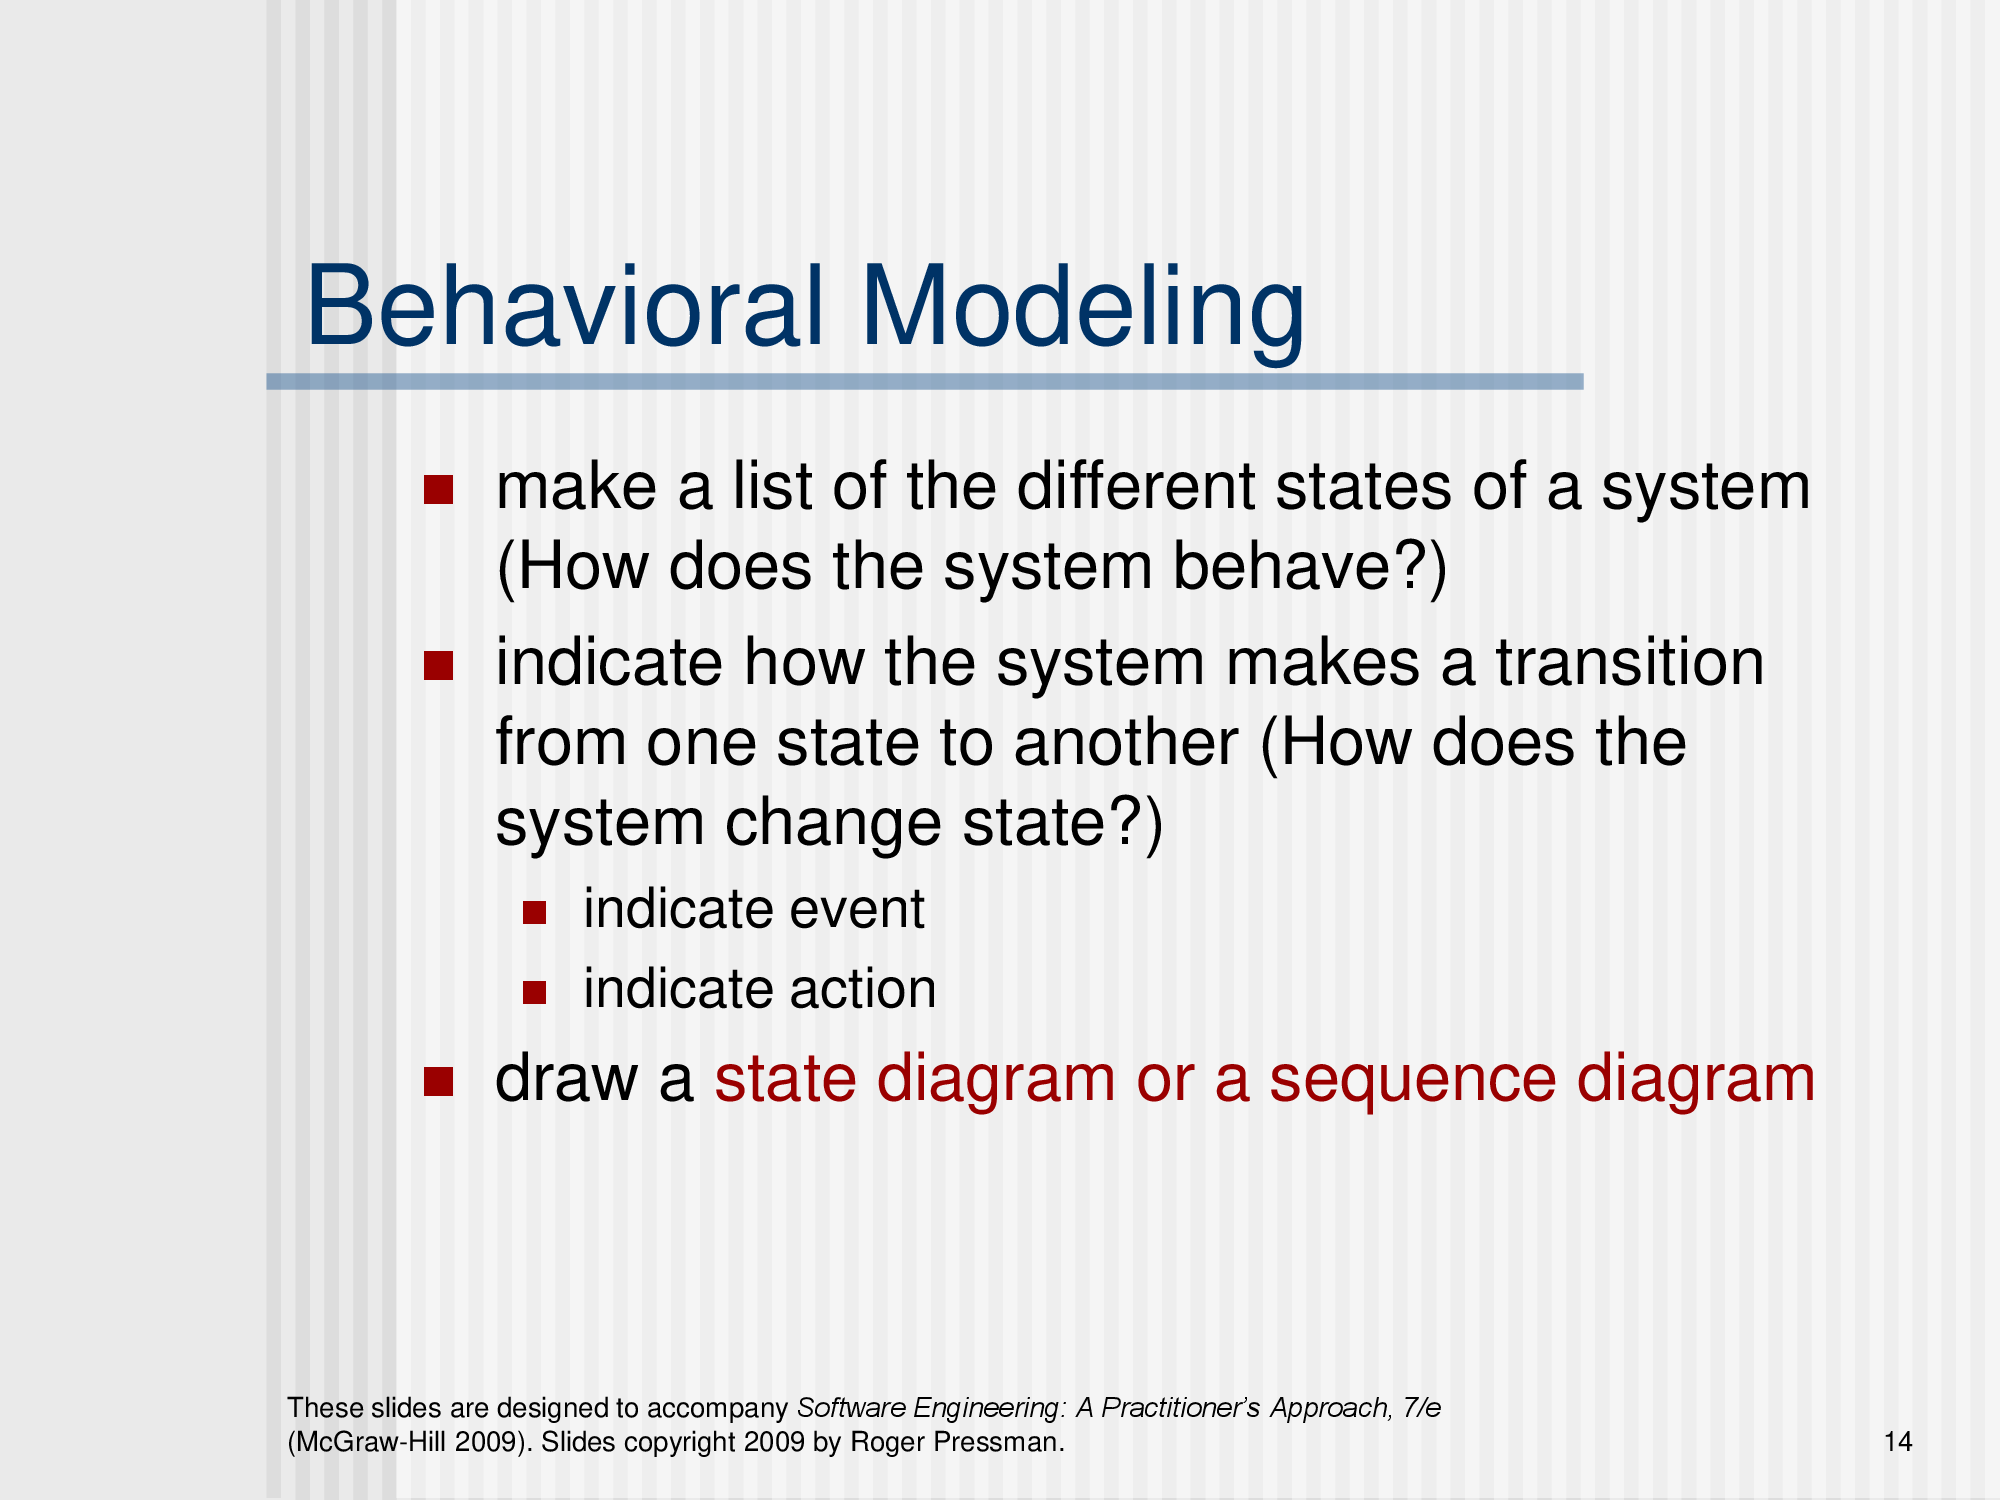 Behavioral Modeling
make a list of the different states of a system
(How does the system behave?)
indicate how the system makes a transition
from one state to another (How does the
system change state?)
indicate event
indicate action
draw a state diagram or a sequence diagram
These slides are designed to accompany Software Engineering: A Practitioner’s Approach, 7/e
(McGraw-Hill 2009). Slides copyright 2009 by Roger Pressman.
14